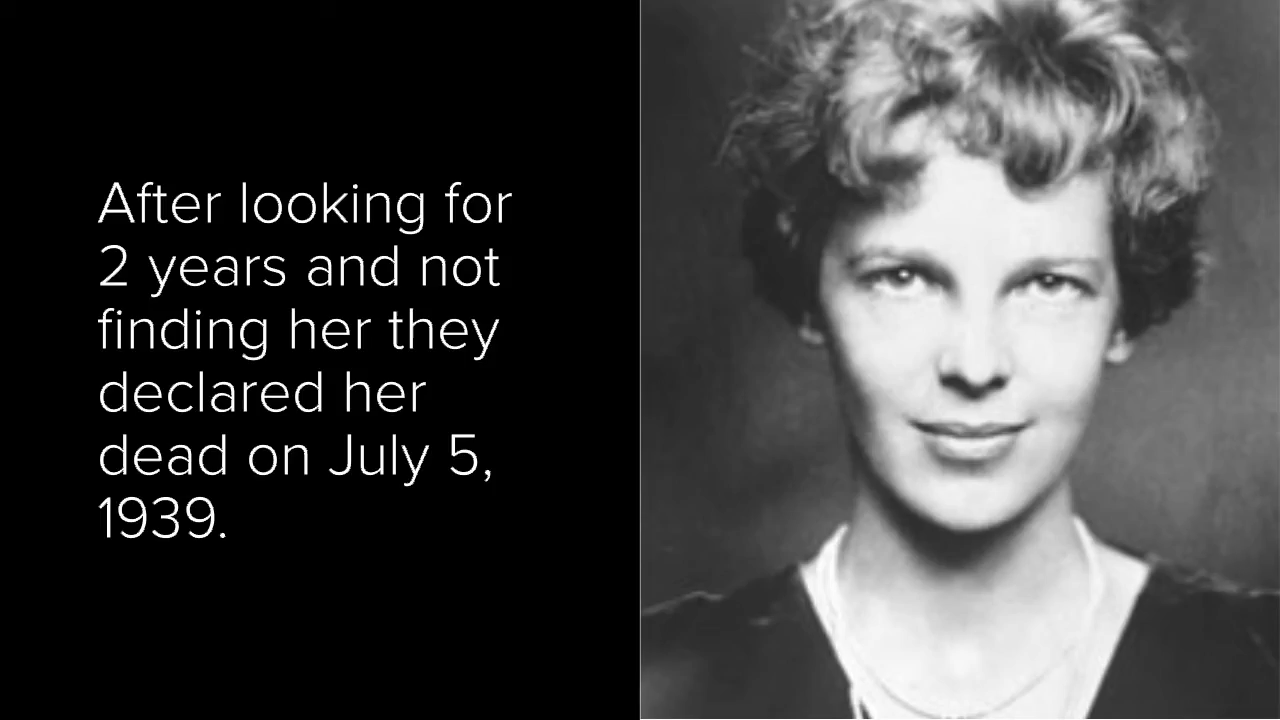 After looking for
2 years and not
finding her they
declared her
dead on July 5,
1939.